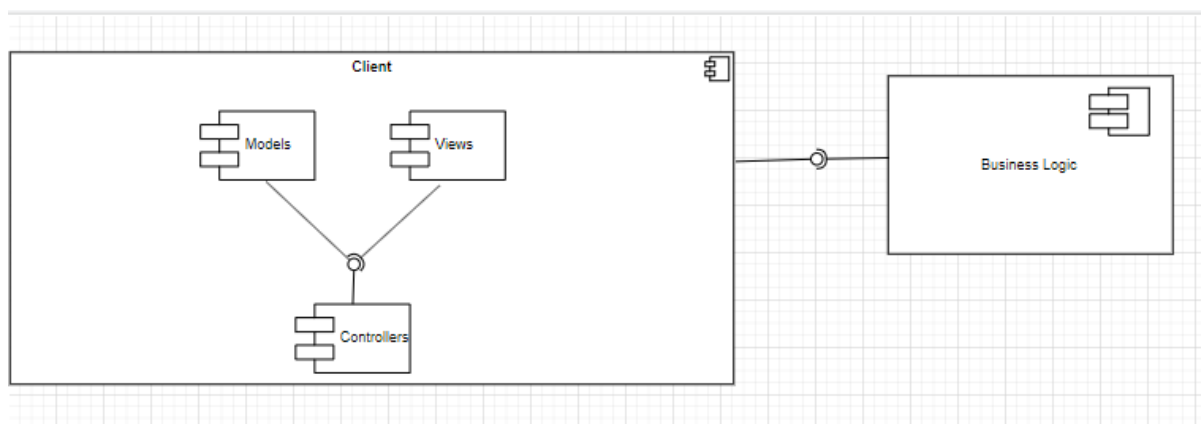 Client
Models
Views
Business Logic
Controllers